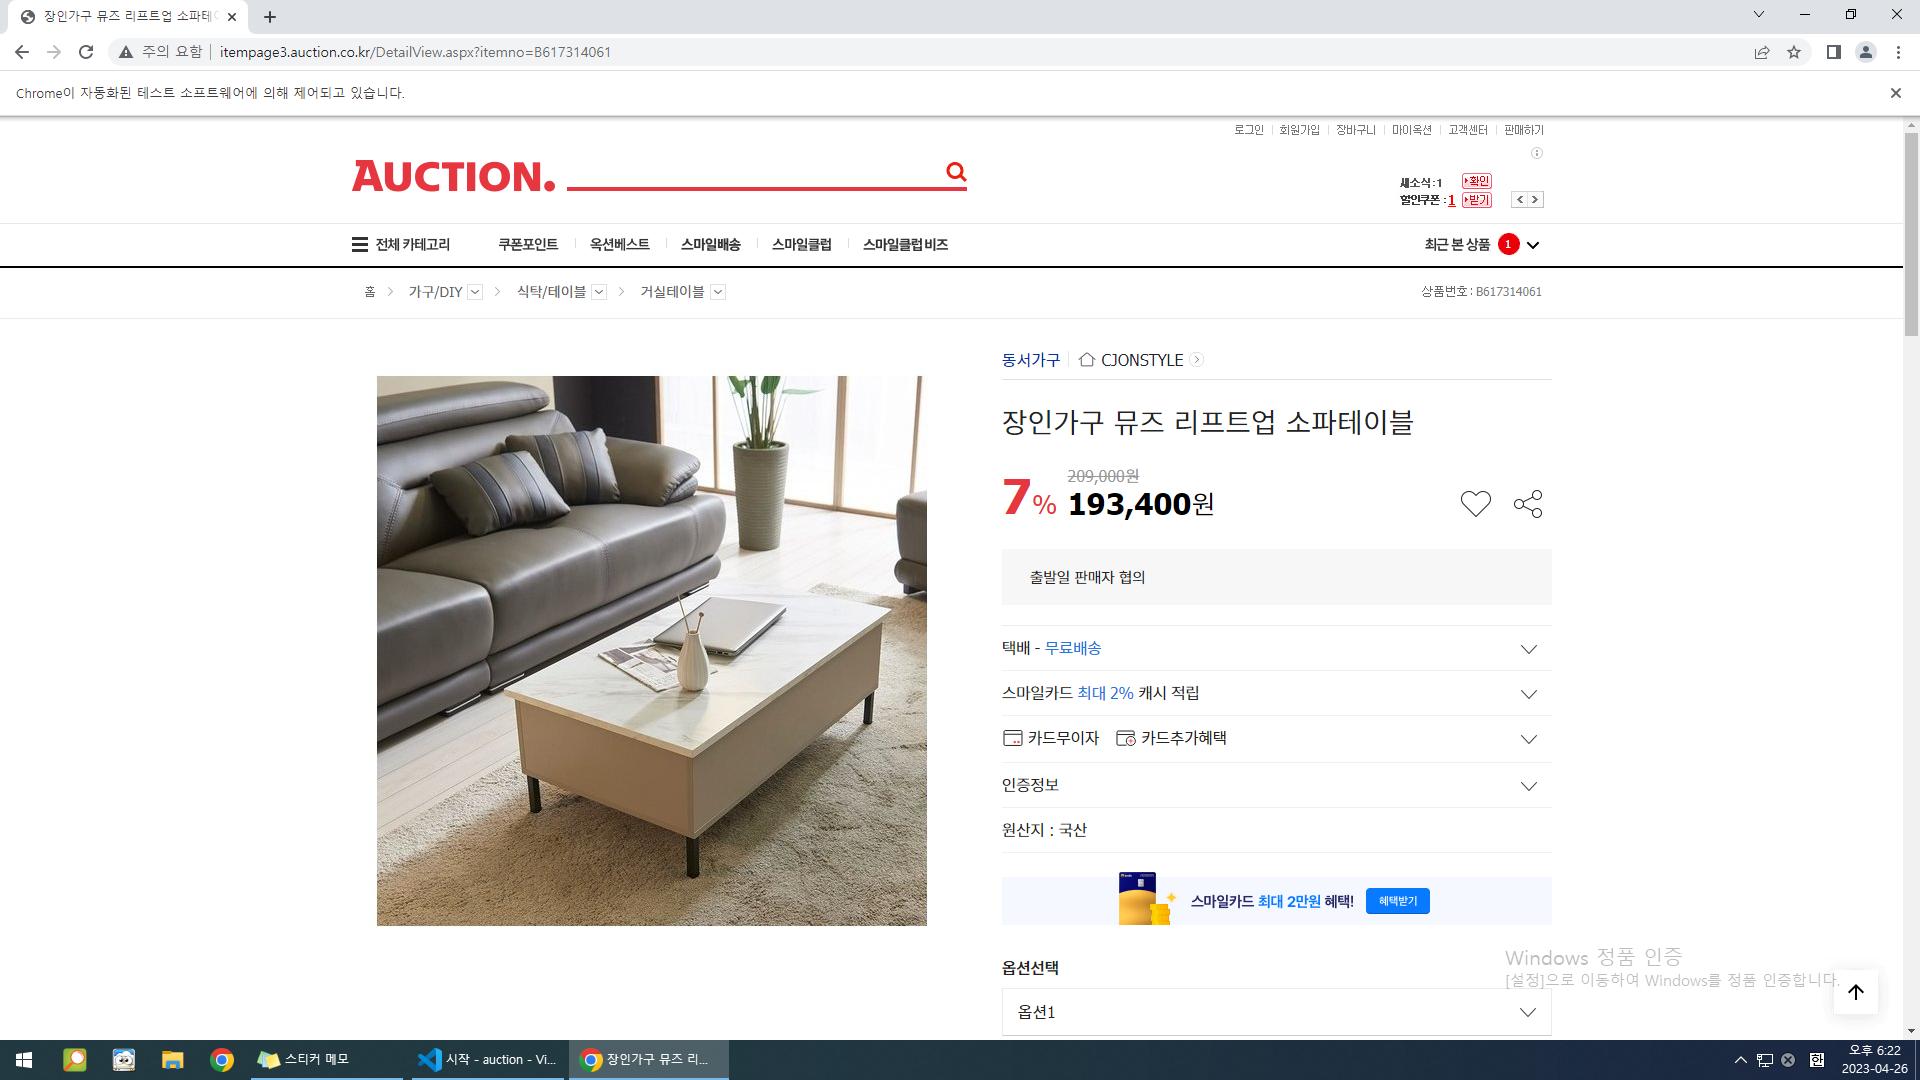 장인가구 뮤즈 리프트업 소파테이
주의 요함 | itempage3.auction.co.kr/DetailView.aspx?itemno=B617314061
Chrome이 자동화된 테스트 소프트웨어에 의해 제어되고 있습니다.
로그인 회원가입 장바구니 마이옥션 고객센터 판매하기
AUCTION.
새소식 : 1 확인
할인쿠폰 : 1 받기
전체 카테고리 쿠폰포인트 옥션베스트 스마일배송 스마일클럽 스마일클럽 비즈 최근 본 상품 1
홈 > 가구/DIY > 식탁/테이블 > 거실테이블 상품번호 : B617314061
동서가구 CJONSTYLE
장인가구 뮤즈 리프트업 소파테이블
209,000원
7% 193,400원
출발일 판매자 협의
택배 - 무료배송
스마일카드 최대 2% 캐시 적립
카드무이자 카드추가혜택
인증정보
원산지 : 국산
스마일카드 최대 2만원 혜택! 혜택받기
옵션선택
옵션1
Windows 정품 인증
[설정]으로 이동하여 Windows를 정품 인증합니다.
스티커 메모 시작 - auction - Vi... 장인가구 뮤즈 리... 한 오후 6:22
2023-04-26